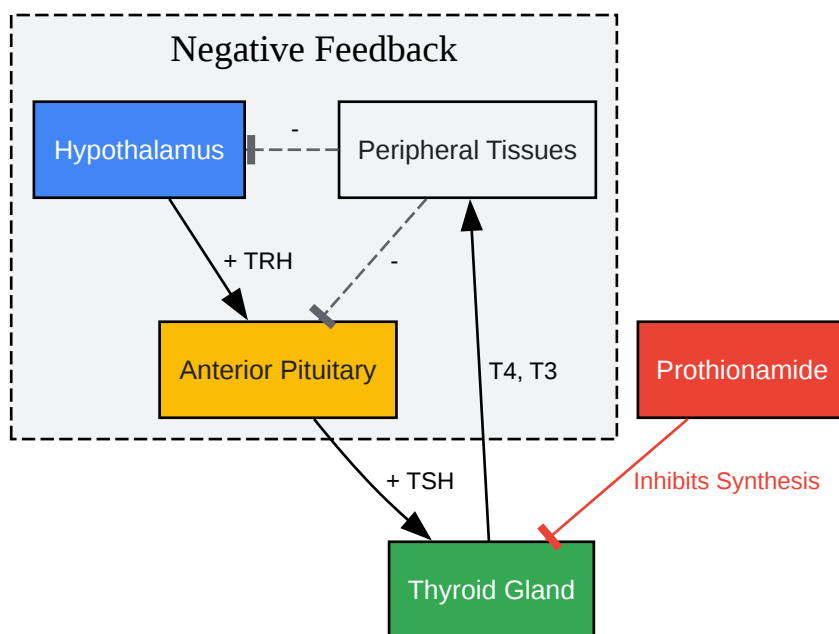 Negative Feedback
Hypothalamus
-
Peripheral Tissues
+ TRH
-
Anterior Pituitary
T4, T3
Prothionamide
+ TSH
Inhibits Synthesis
Thyroid Gland